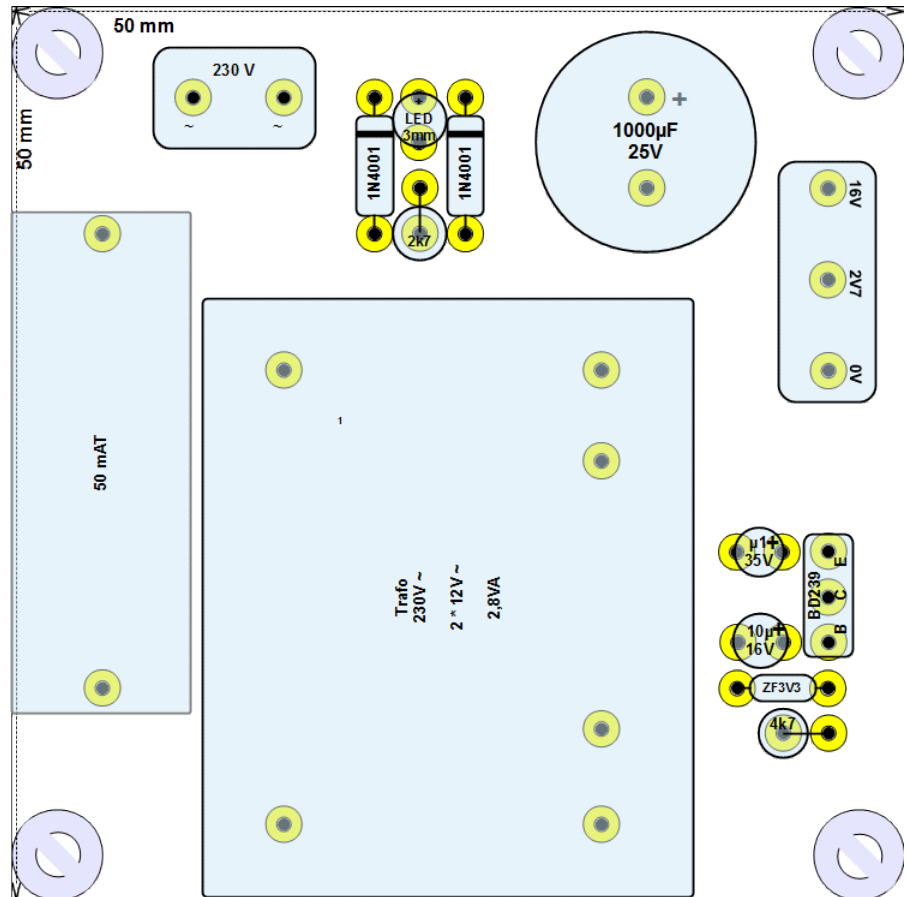 50 mm
50 mm
230 V
~
~
+
LED
3mm
1N4001
1N4001
2k7
+
1000µF
25V
16V
2V7
0V
50 mAT
1
Trafo
230V ~
2 * 12V ~
2,8VA
µ1+
35V
10µ+
16V
BD239
E
C
B
ZF3V3
4k7